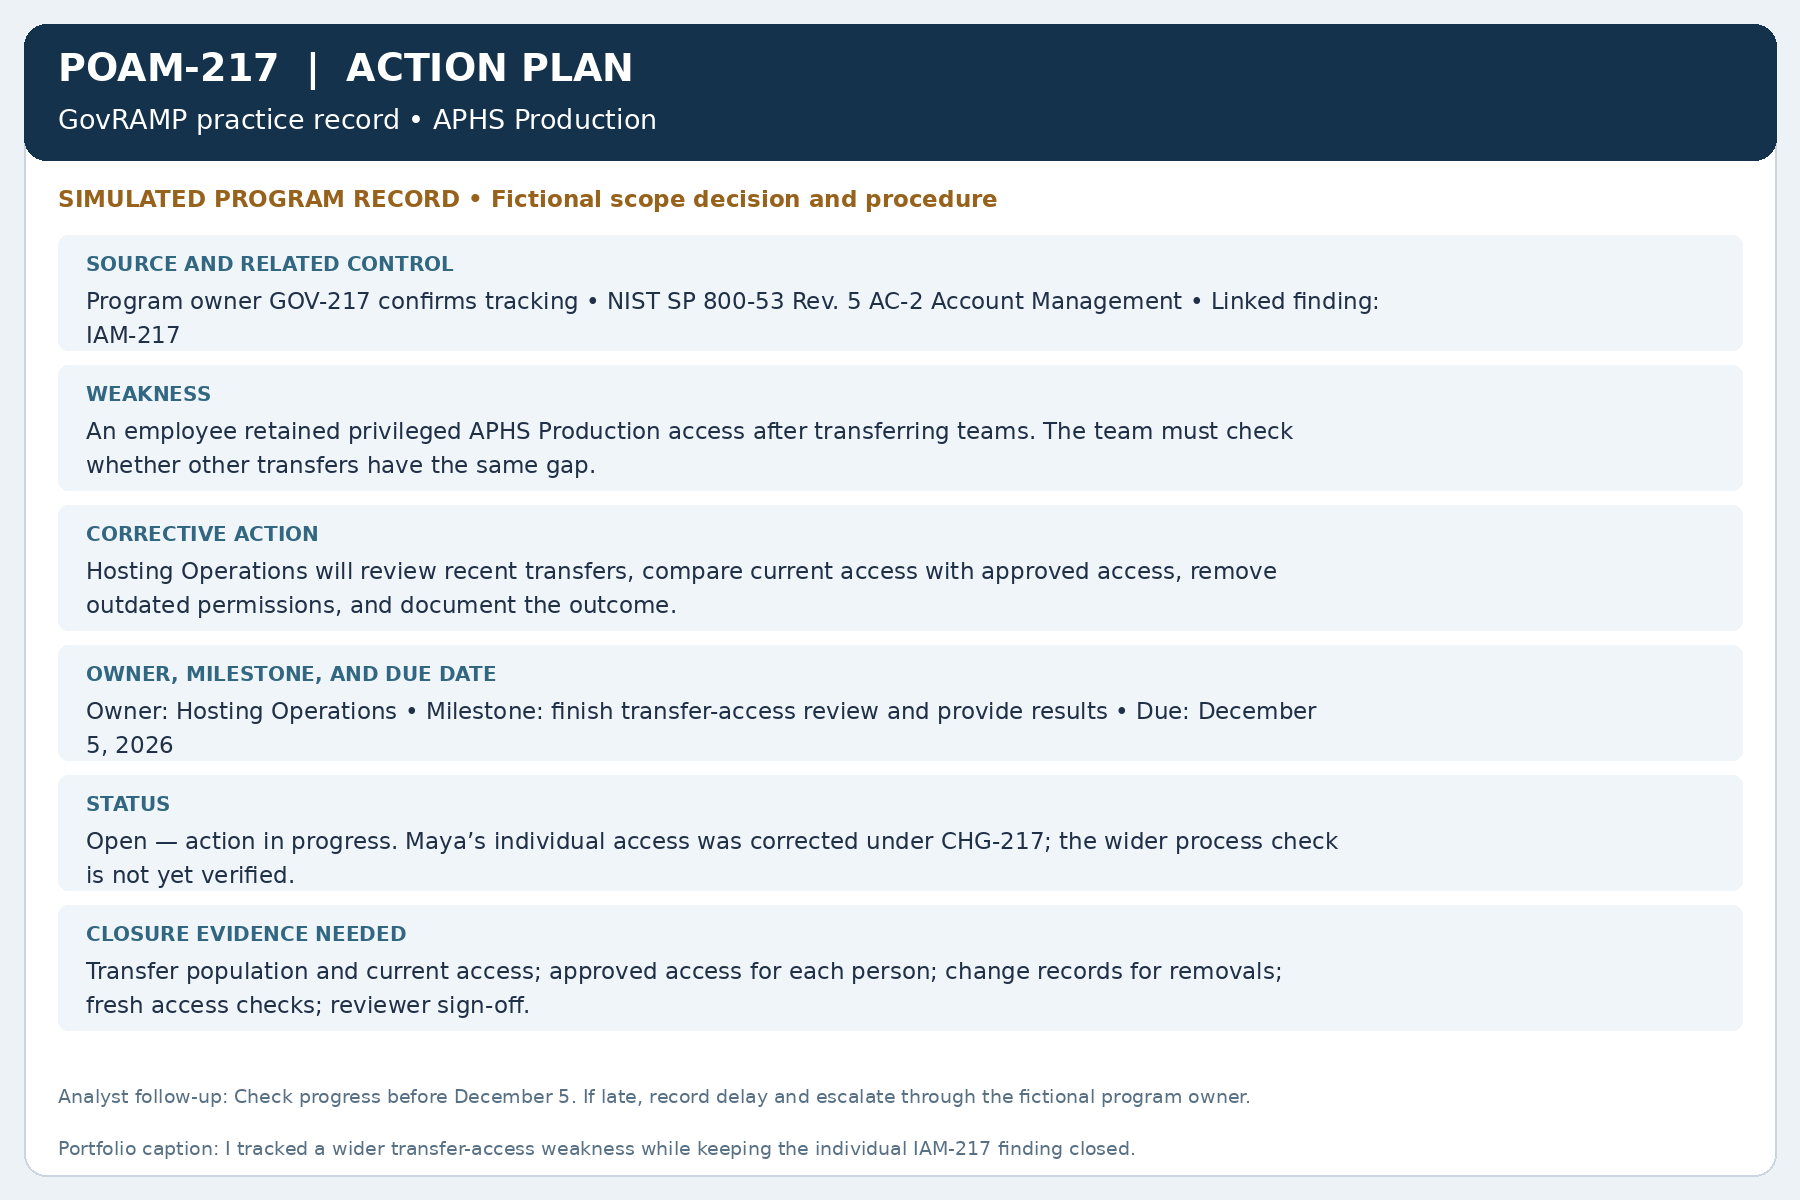 POAM-217 | ACTION PLAN
GovRAMP practice record • APHS Production
SIMULATED PROGRAM RECORD • Fictional scope decision and procedure
SOURCE AND RELATED CONTROL
Program owner GOV-217 confirms tracking • NIST SP 800-53 Rev. 5 AC-2 Account Management • Linked finding:
IAM-217
WEAKNESS
An employee retained privileged APHS Production access after transferring teams. The team must check
whether other transfers have the same gap.
CORRECTIVE ACTION
Hosting Operations will review recent transfers, compare current access with approved access, remove
outdated permissions, and document the outcome.
OWNER, MILESTONE, AND DUE DATE
Owner: Hosting Operations • Milestone: finish transfer-access review and provide results • Due: December
5, 2026
STATUS
Open — action in progress. Maya’s individual access was corrected under CHG-217; the wider process check
is not yet verified.
CLOSURE EVIDENCE NEEDED
Transfer population and current access; approved access for each person; change records for removals;
fresh access checks; reviewer sign-off.
Analyst follow-up: Check progress before December 5. If late, record delay and escalate through the fictional program owner.
Portfolio caption: I tracked a wider transfer-access weakness while keeping the individual IAM-217 finding closed.